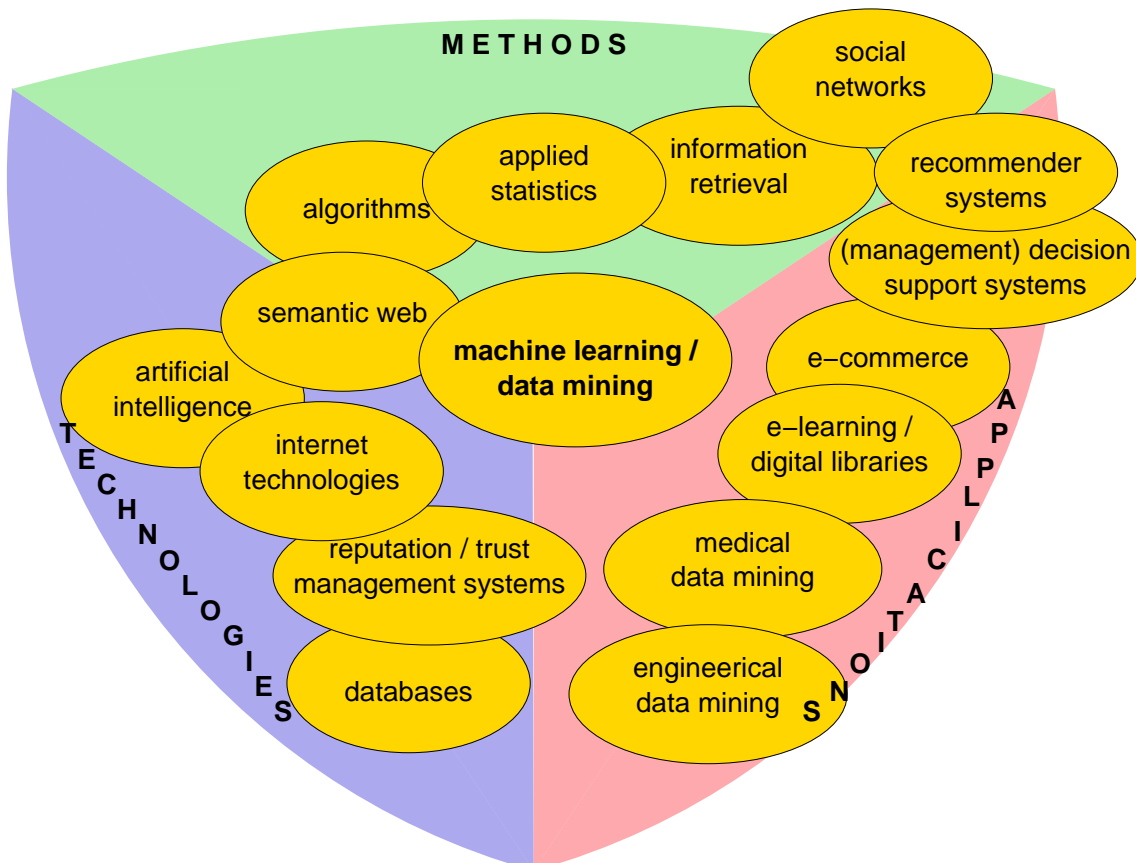 METHODS
social
networks
applied
statistics
information
retrieval
recommender
systems
algorithms
(management) decision
support systems
semantic web
machine learning /
data mining
e−commerce
artificial
intelligence
internet
technologies
e−learning /
digital libraries
reputation / trust
management systems
medical
data mining
databases
engineerical
data mining
TECHNOLOGIES
APPLICATIONS